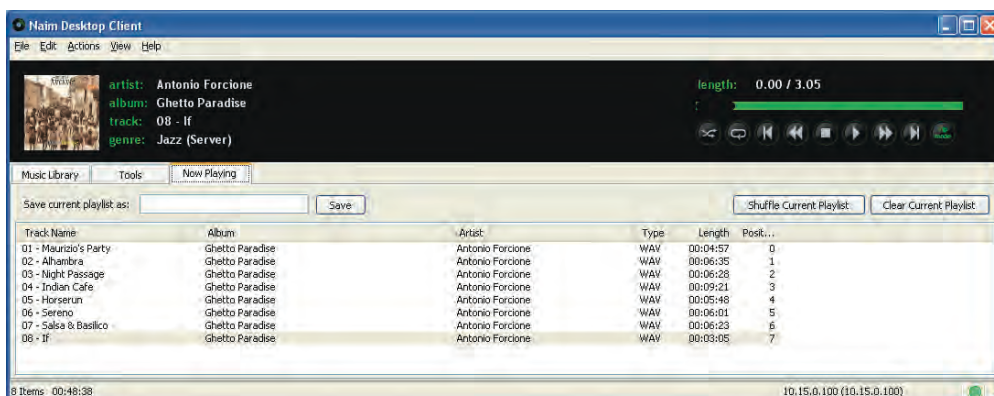 Naim Desktop Client
File Edit Actions View Help
artist: Antonio Forcione
album: Ghetto Paradise
track: 08 - If
genre: Jazz (Server)
length: 0.00 / 3.05
Music Library Tools Now Playing
Save current playlist as: Save Shuffle Current Playlist Clear Current Playlist
Track Name Album Artist Type Length Posit...
01 - Maurizio's Party Ghetto Paradise Antonio Forcione WAV 00:04:57 0
02 - Alhambra Ghetto Paradise Antonio Forcione WAV 00:06:35 1
03 - Night Passage Ghetto Paradise Antonio Forcione WAV 00:06:28 2
04 - Indian Cafe Ghetto Paradise Antonio Forcione WAV 00:09:21 3
05 - Horserun Ghetto Paradise Antonio Forcione WAV 00:05:48 4
06 - Sereno Ghetto Paradise Antonio Forcione WAV 00:06:01 5
07 - Salsa & Basilico Ghetto Paradise Antonio Forcione WAV 00:06:23 6
08 - If Ghetto Paradise Antonio Forcione WAV 00:03:05 7
8 Items 00:48:38 10.15.0.100 (10.15.0.100)